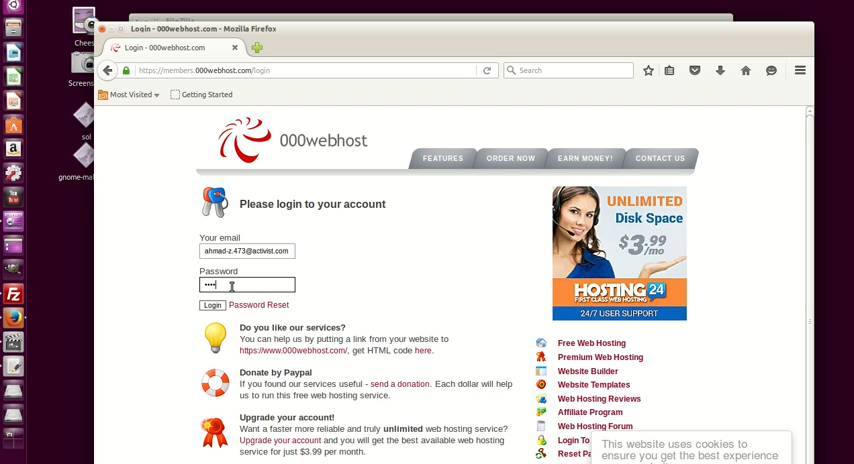 Login - 000webhost.com - Mozilla Firefox
Chees
Login - 000webhost.com
https://members.000webhost.com/login
Search
Screens
Most Visited
Getting Started
000webhost
FEATURES
ORDER NOW
EARN MONEY!
CONTACT US
sol
gnome-mal
Please login to your account
Your email
ahmad-z.473@activist.com
Password
Login Password Reset
Do you like our services?
You can help us by putting a link from your website to
https://www.000webhost.com/, get HTML code here.
Donate by Paypal
If you found our services useful - send a donation. Each dollar will help
us to run this free web hosting service.
Upgrade your account!
Want a faster more reliable and truly unlimited web hosting service?
Upgrade your account and you will get the best available web hosting
service for just $3.99 per month.
UNLIMITED
Disk Space
$3.99
/mo
HOSTING 24
FIRST CLASS WEB HOSTING
24/7 USER SUPPORT
Free Web Hosting
Premium Web Hosting
Website Builder
Website Templates
Web Hosting Reviews
Affiliate Program
Web Hosting Forum
Login To
Reset Pa
This website uses cookies to
ensure you get the best experience